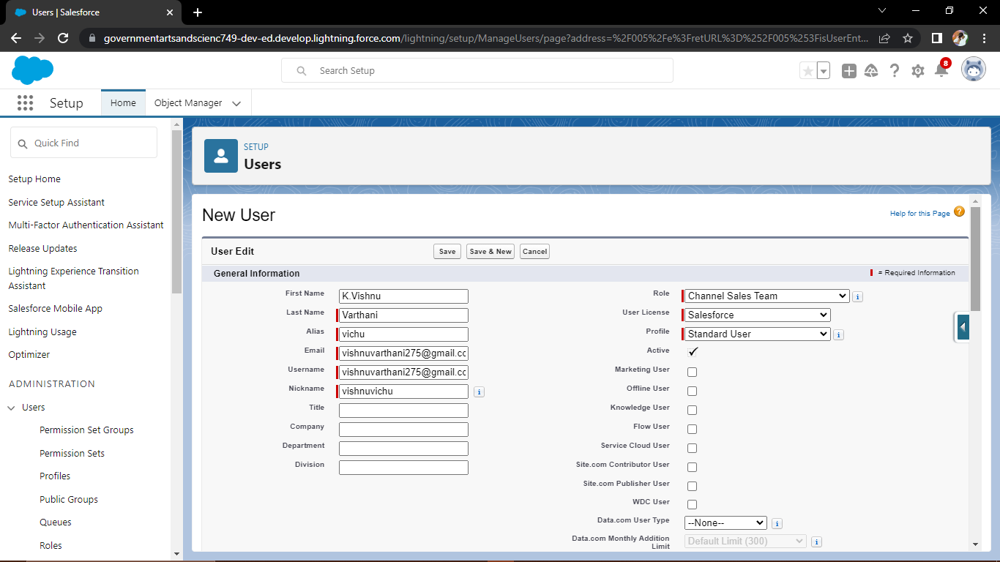 Users | Salesforce
governmentartsandscienc749-dev-ed.develop.lightning.force.com/lightning/setup/ManageUsers/page?address=%2F005%2Fe%3FretURL%3D%252F005%253FisUserEnt...
Search Setup
8
Setup
Home
Object Manager
Quick Find
Setup Home
Service Setup Assistant
Multi-Factor Authentication Assistant
Release Updates
Lightning Experience Transition
Assistant
Salesforce Mobile App
Lightning Usage
Optimizer
ADMINISTRATION
Users
Permission Set Groups
Permission Sets
Profiles
Public Groups
Queues
Roles
SETUP
Users
New User
Help for this Page
User Edit
Save
Save & New
Cancel
General Information
= Required Information
First Name K.Vishnu
Last Name Varthani
Alias vichu
Email vishnuvarthani275@gmail.cc
Username vishnuvarthani275@gmail.cc
Nickname vishnuvichu
Title
Company
Department
Division
Role Channel Sales Team
User License Salesforce
Profile Standard User
Active
Marketing User
Offline User
Knowledge User
Flow User
Service Cloud User
Site.com Contributor User
Site.com Publisher User
WDC User
Data.com User Type --None--
Data.com Monthly Addition
Limit
Default Limit (300)